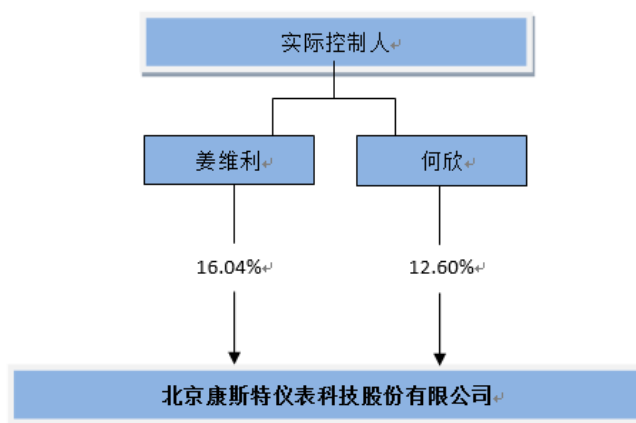 实际控制人
姜维利
何欣
16.04%
12.60%
北京康斯特仪表科技股份有限公司